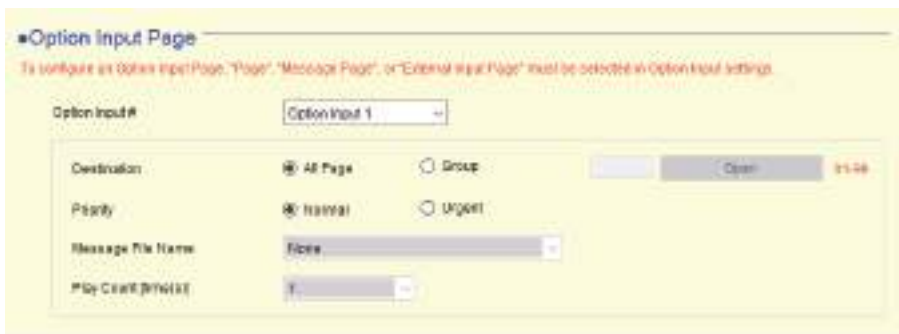 ■Option Input Page
To configure an Option Input Page, "Page", "Message Page", or "External Input Page" must be selected in Option Input settings.
Option Input # Option Input 1
Destination All Page Group Open 01-99
Priority Normal Urgent
Message File Name None
Play Count [time(s)] 1